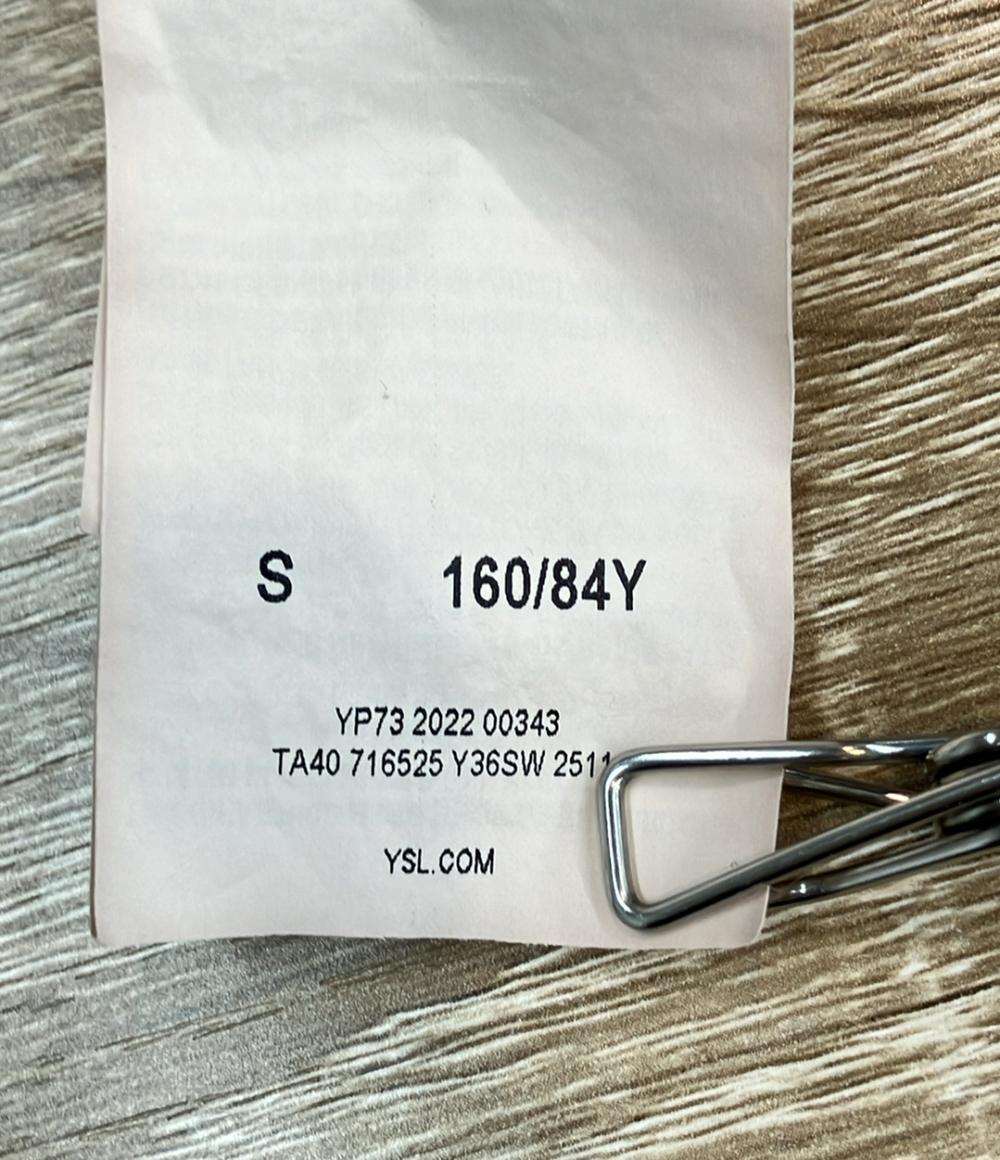 S 160/84Y
YP73 2022 00343
TA40 716525 Y36SW 2511
YSL.COM